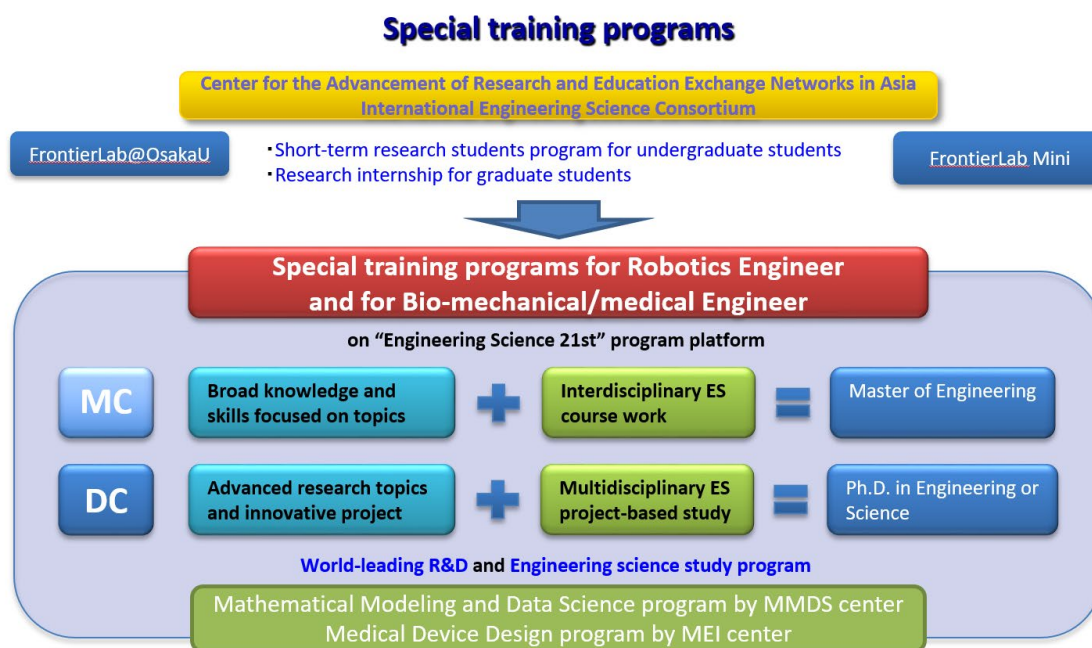 Special training programs
Center for the Advancement of Research and Education Exchange Networks in Asia
International Engineering Science Consortium
FrontierLab@OsakaU
・Short-term research students program for undergraduate students
・Research internship for graduate students
FrontierLab Mini
Special training programs for Robotics Engineer
and for Bio-mechanical/medical Engineer
on “Engineering Science 21st” program platform
MC
Broad knowledge and
skills focused on topics
Interdisciplinary ES
course work
Master of Engineering
DC
Advanced research topics
and innovative project
Multidisciplinary ES
project-based study
Ph.D. in Engineering or
Science
World-leading R&D and Engineering science study program
Mathematical Modeling and Data Science program by MMDS center
Medical Device Design program by MEI center